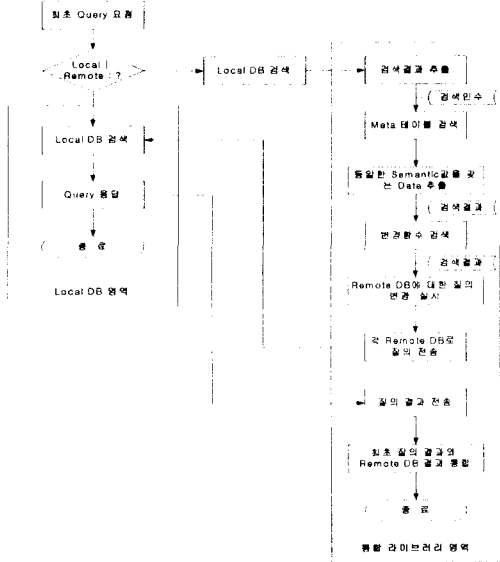 최초 Query 요청
Local |
Remote ?
Local DB 검색
검색결과 추출
검색인수
Local DB 검색
Meta 테이블 검색
Query 응답
동일한 Semantic값을 갖
는 Data 추출
검색결과
종 료
변경함수 검색
검색결과
Local DB 영역
Remote DB에 대한 질의
변경 실시
각 Remote DB로
질의 전송
질의 결과 전송
최초 질의 결과와
Remote DB 결과 통합
종 료
통합 라이브러리 영역